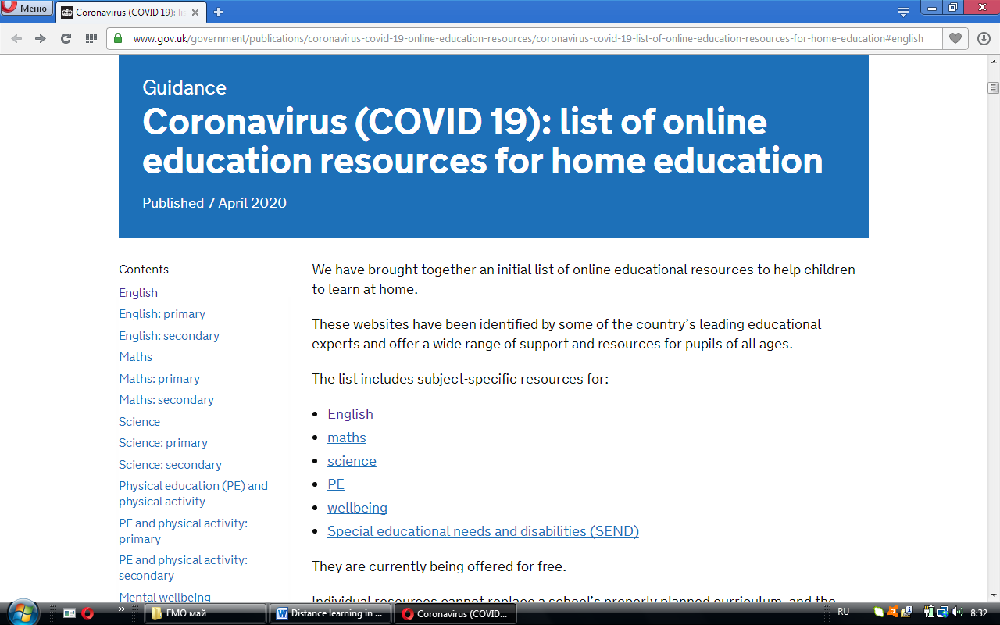 Меню
Coronavirus (COVID 19): lis
www.gov.uk/government/publications/coronavirus-covid-19-online-education-resources/coronavirus-covid-19-list-of-online-education-resources-for-home-education#english
Guidance
Coronavirus (COVID 19): list of online
education resources for home education
Published 7 April 2020
Contents
English
English: primary
English: secondary
Maths
Maths: primary
Maths: secondary
Science
Science: primary
Science: secondary
Physical education (PE) and
physical activity
PE and physical activity:
primary
PE and physical activity:
secondary
Mental wellbeing
We have brought together an initial list of online educational resources to help children
to learn at home.
These websites have been identified by some of the country's leading educational
experts and offer a wide range of support and resources for pupils of all ages.
The list includes subject-specific resources for:
English
maths
science
PE
wellbeing
Special educational needs and disabilities (SEND)
They are currently being offered for free.
Individual resources cannot replace a school's properly planned curriculum, and the
ГМО май
Distance learning in ...
Coronavirus (COVID...
RU
8:32